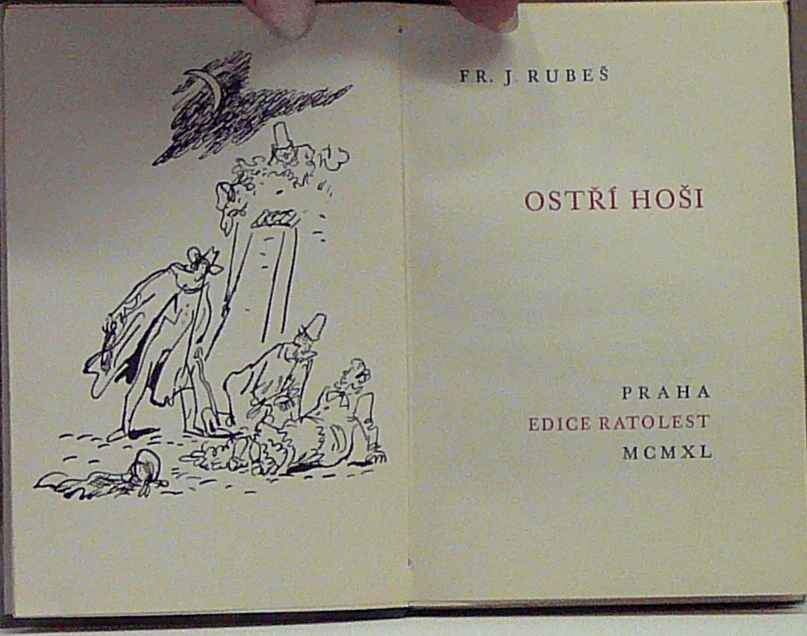 FR. J. RUBEŠ
OSTŘÍ HOŠI
PRAHA
EDICE RATOLEST
MCMXL